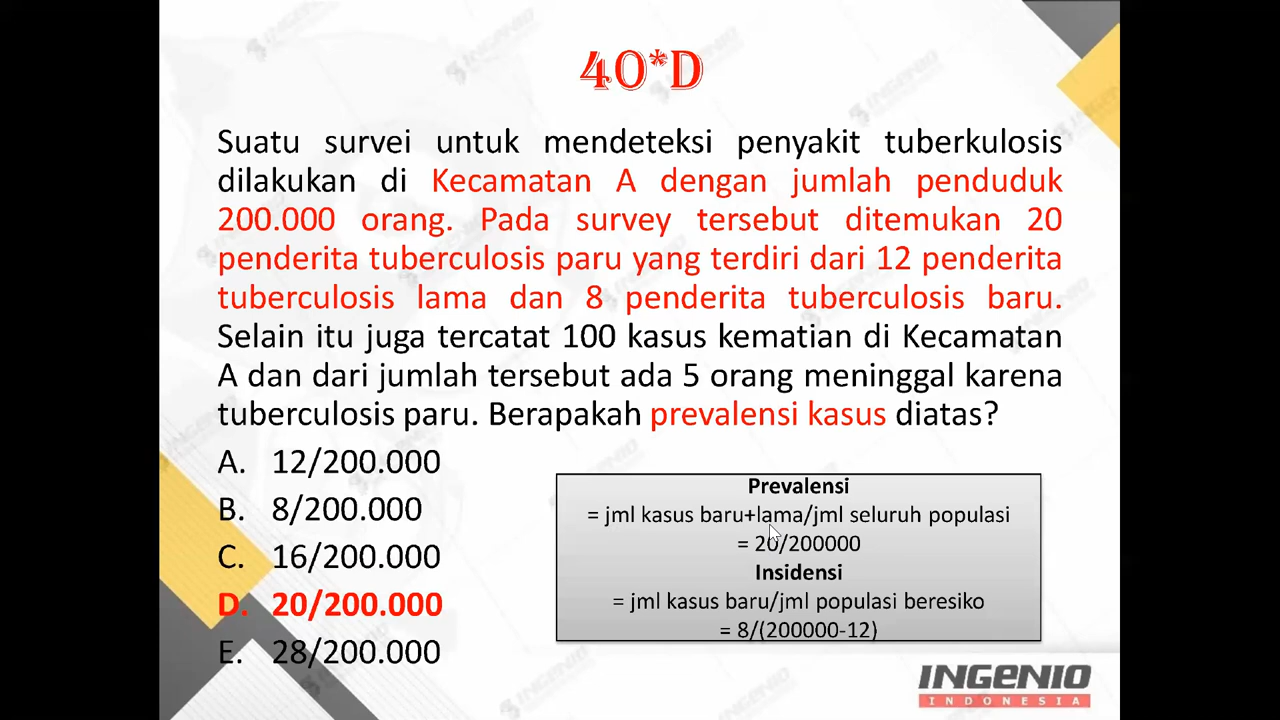 40*D
Suatu survei untuk mendeteksi penyakit tuberkulosis
dilakukan di Kecamatan A dengan jumlah penduduk
200.000 orang. Pada survey tersebut ditemukan 20
penderita tuberculosis paru yang terdiri dari 12 penderita
tuberculosis lama dan 8 penderita tuberculosis baru.
Selain itu juga tercatat 100 kasus kematian di Kecamatan
A dan dari jumlah tersebut ada 5 orang meninggal karena
tuberculosis paru. Berapakah prevalensi kasus diatas?
A. 12/200.000
B. 8/200.000
C. 16/200.000
D. 20/200.000
E. 28/200.000
Prevalensi
= jml kasus baru+lama/jml seluruh populasi
= 20/200000
Insidensi
= jml kasus baru/jml populasi beresiko
= 8/(200000-12)
INGENIO
INDONESIA